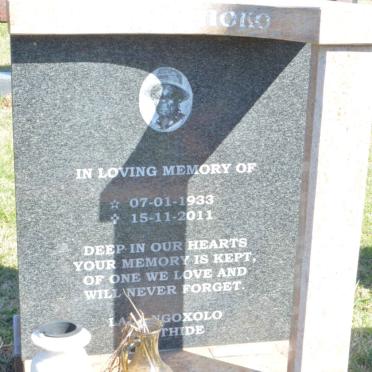 IN LOVING MEMORY OF
☆ 07-01-1933
✝ 15-11-2011
DEEP IN OUR HEARTS
YOUR MEMORY IS KEPT,
OF ONE WE LOVE AND
WILL NEVER FORGET.